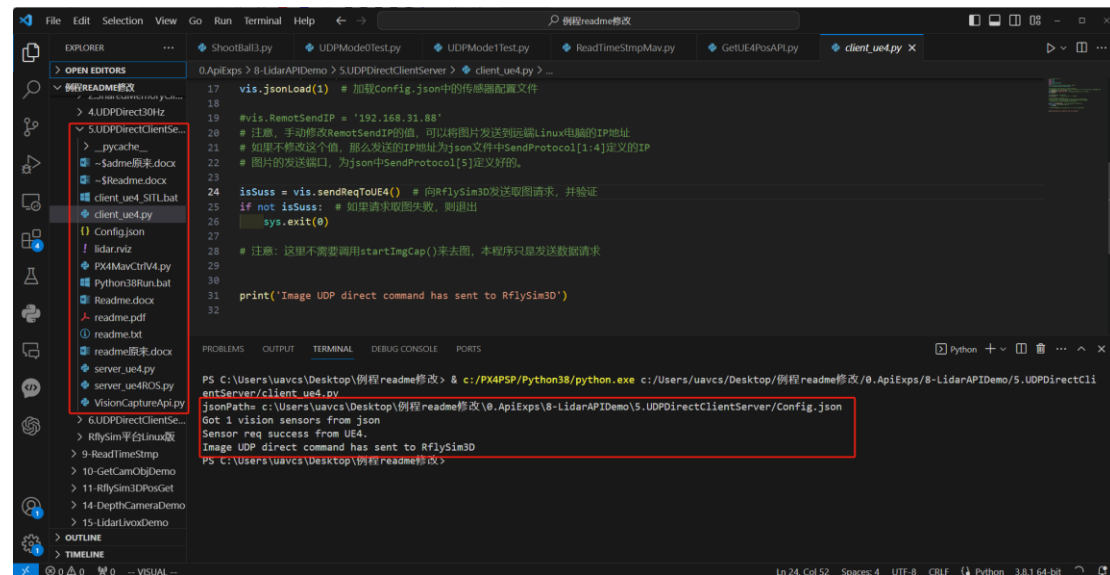 File Edit Selection View Go Run Terminal Help
例程readme修改
EXPLORER
ShootBall3.py UDPMode0Test.py UDPMode1Test.py ReadTimeStmpMav.py GetUE4PosAPI.py client_ue4.py
OPEN EDITORS
例程README修改
4.UDPDirect30Hz
5.UDPDirectClientSe...
__pycache__
~$adme原来.docx
~$Readme.docx
client_ue4_SITL.bat
client_ue4.py
Config.json
lidar.rviz
PX4MavCtrlV4.py
Python38Run.bat
Readme.docx
readme.pdf
readme.txt
readme原来.docx
server_ue4.py
server_ue4ROS.py
VisionCaptureApi.py
6.UDPDirectClientSe...
RflySim平台Linux版
9-ReadTimeStmp
10-GetCamObjDemo
11-RflySim3DPosGet
14-DepthCameraDemo
15-LidarLivoxDemo
OUTLINE
TIMELINE
0.ApiExps > 8-LidarAPIDemo > 5.UDPDirectClientServer > client_ue4.py > ...
17 vis.jsonLoad(1) # 加载Config.json中的传感器配置文件
18
19 #vis.RemotSendIP = '192.168.31.88'
20 # 注意，手动修改RemotSendIP的值，可以将图片发送到远端Linux电脑的IP地址
21 # 如果不修改这个值，那么发送的IP地址为json文件中SendProtocol[1:4]定义的IP
22 # 图片的发送端口，为json中SendProtocol[5]定义好的。
23
24 isSuss = vis.sendReqToUE4() # 向RflySim3D发送取图请求，并验证
25 if not isSuss: # 如果请求取图失败，则退出
26 sys.exit(0)
27
28 # 注意：这里不需要调用startImgCap()来去图，本程序只是发送数据请求
29
30
31 print('Image UDP direct command has sent to RflySim3D')
32
PROBLEMS OUTPUT TERMINAL DEBUG CONSOLE PORTS
Python
PS C:\Users\uavcs\Desktop\例程readme修改> & c:/PX4PSP/Python38/python.exe c:/Users/uavcs/Desktop/例程readme修改/0.ApiExps/8-LidarAPIDemo/5.UDPDirectCli
entServer/client_ue4.py
jsonPath= c:\Users\uavcs\Desktop\例程readme修改\0.ApiExps\8-LidarAPIDemo\5.UDPDirectClientServer/Config.json
Got 1 vision sensors from json
Sensor req success from UE4.
Image UDP direct command has sent to RflySim3D
PS C:\Users\uavcs\Desktop\例程readme修改>
0 0 0 -- VISUAL -- Ln 24, Col 52 Spaces: 4 UTF-8 CRLF Python 3.8.1 64-bit